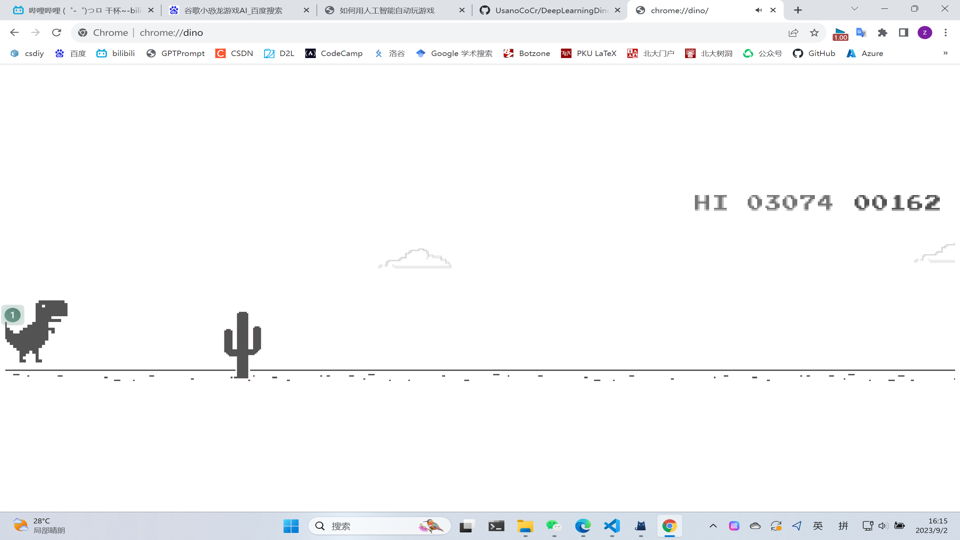 哔哩哔哩 (゜-゜)つロ 干杯~-bili
谷歌小恐龙游戏AI_百度搜索
如何用人工智能自动玩游戏
UsanoCoCr/DeepLearningDino
chrome://dino/
Chrome | chrome://dino
1.00
z
csdiy
百度
bilibili
GPTPrompt
CSDN
D2L
CodeCamp
洛谷
Google 学术搜索
Botzone
PKU LaTeX
北大门户
北大树洞
公众号
GitHub
Azure
»
HI 03074 00162
1
28°C
局部晴朗
搜索
英
拼
16:15
2023/9/2